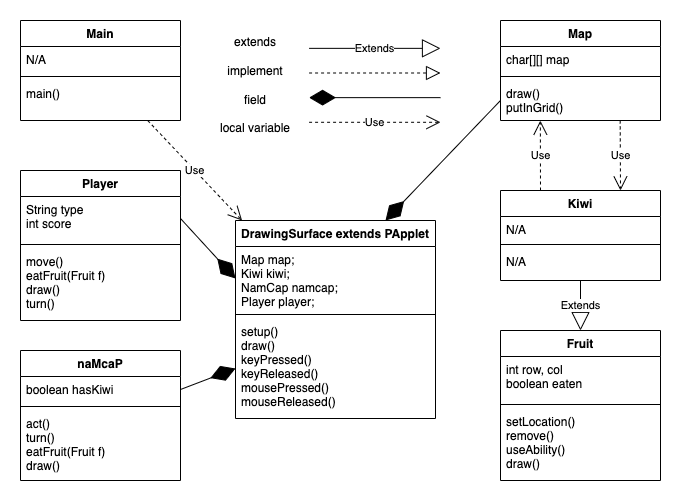 Main
N/A
main()
extends
Extends
implement
field
local variable
Use
Map
char[][] map
draw()
putInGrid()
Use
Use
Use
Player
String type
int score
move()
eatFruit(Fruit f)
draw()
turn()
DrawingSurface extends PApplet
Map map;
Kiwi kiwi;
NamCap namcap;
Player player;
setup()
draw()
keyPressed()
keyReleased()
mousePressed()
mouseReleased()
Kiwi
N/A
N/A
Extends
naMcaP
boolean hasKiwi
act()
turn()
eatFruit(Fruit f)
draw()
Fruit
int row, col
boolean eaten
setLocation()
remove()
useAbility()
draw()